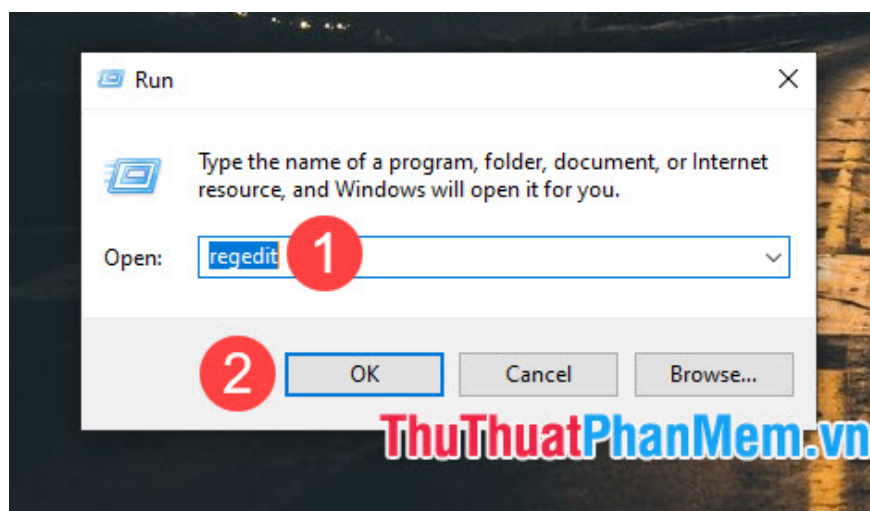 Run
Type the name of a program, folder, document, or Internet
resource, and Windows will open it for you.
Open: regedit 1
2 OK Cancel Browse...
ThuThuatPhanMem.vn